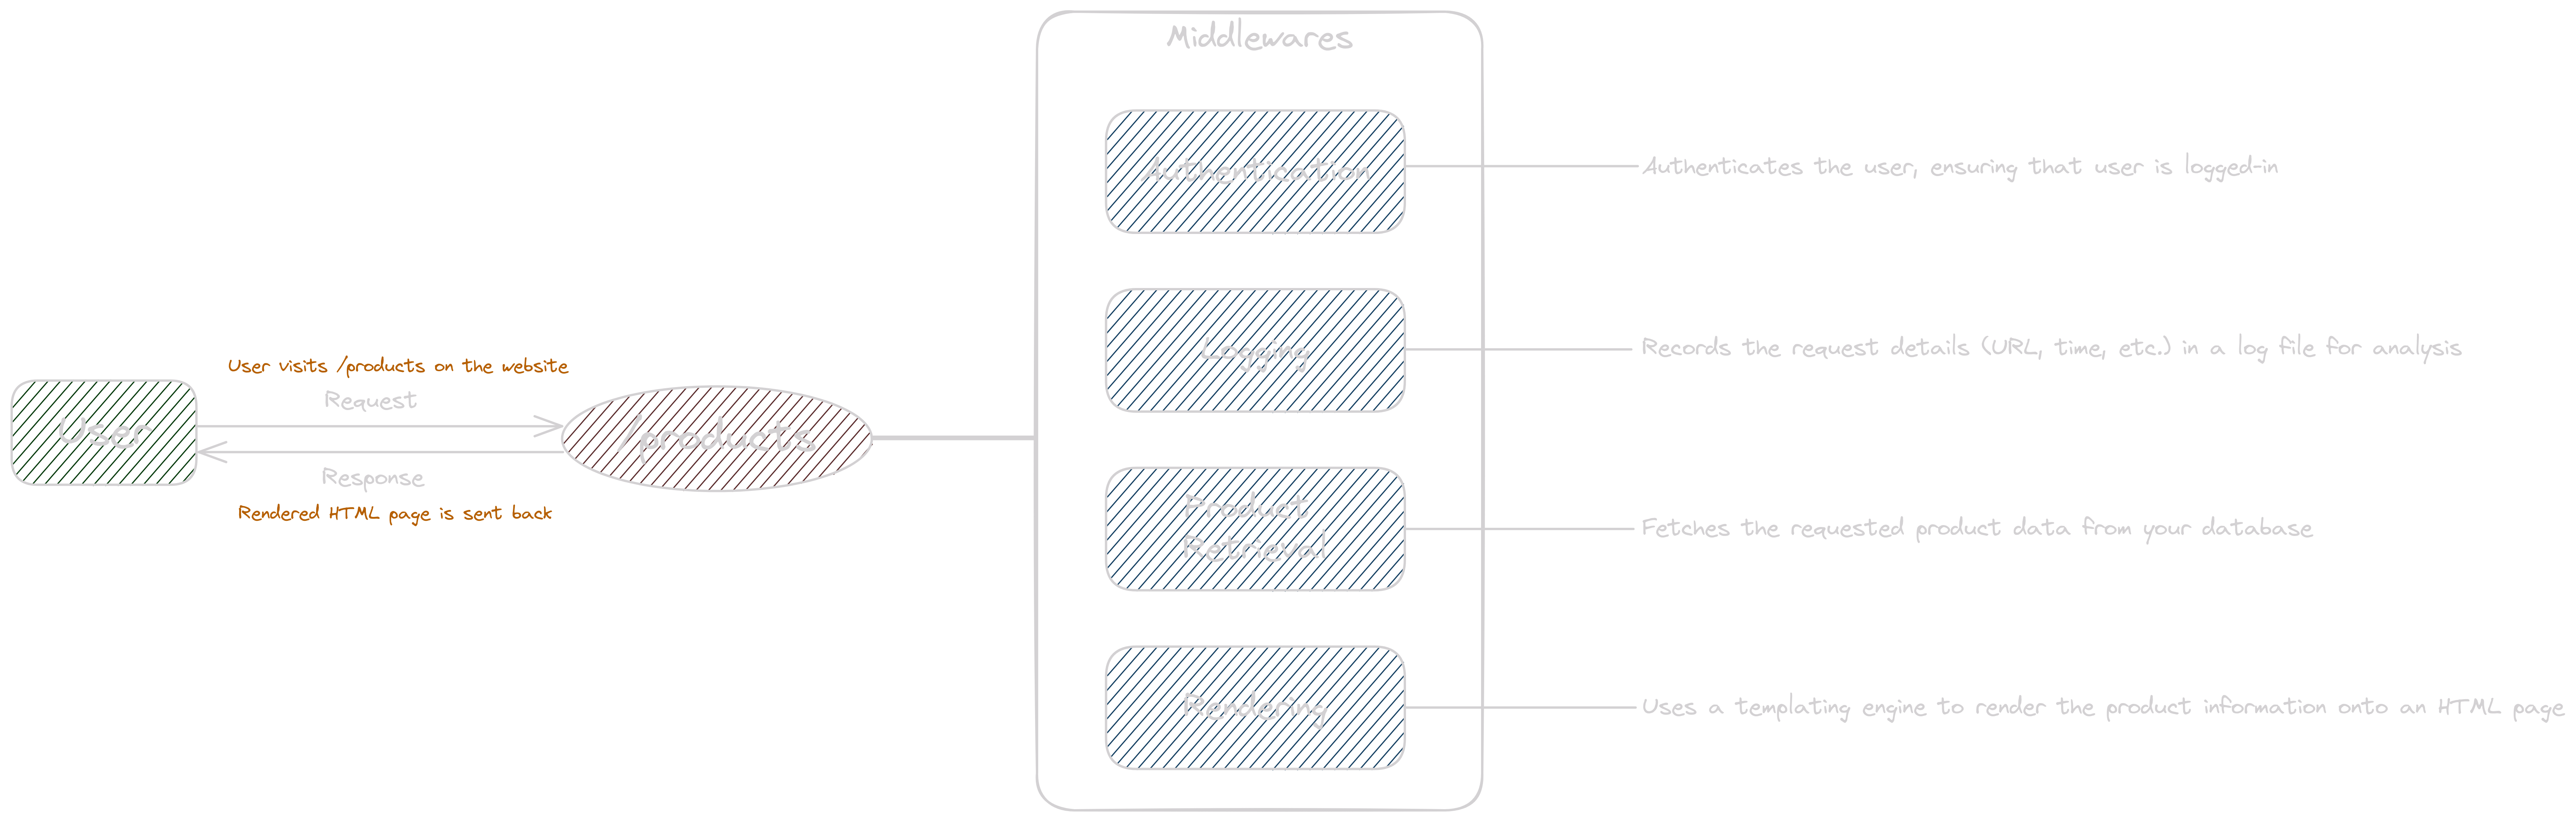 Middlewares
Authentication
Authenticates the user, ensuring that user is logged-in
Logging
Records the request details (URL, time, etc.) in a log file for analysis
User visits /products on the website
Request
User
/products
Response
Rendered HTML page is sent back
Product
Retrieval
Fetches the requested product data from your database
Rendering
Uses a templating engine to render the product information onto an HTML page